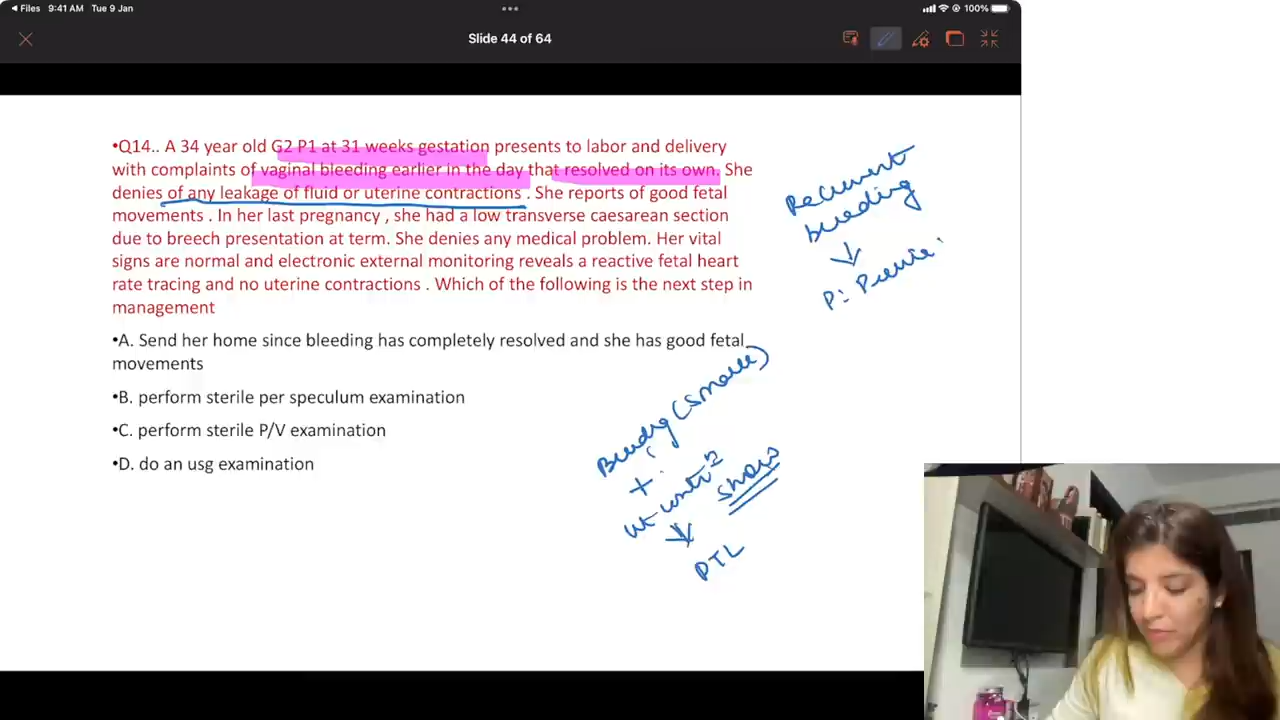 Files 9:41 AM Tue 9 Jan
100%
Slide 44 of 64
•Q14.. A 34 year old G2 P1 at 31 weeks gestation presents to labor and delivery
with complaints of vaginal bleeding earlier in the day that resolved on its own. She
denies of any leakage of fluid or uterine contractions . She reports of good fetal
movements . In her last pregnancy , she had a low transverse caesarean section
due to breech presentation at term. She denies any medical problem. Her vital
signs are normal and electronic external monitoring reveals a reactive fetal heart
rate tracing and no uterine contractions . Which of the following is the next step in
management
•A. Send her home since bleeding has completely resolved and she has good fetal
movements
•B. perform sterile per speculum examination
•C. perform sterile P/V examination
•D. do an usg examination
Recurrent
bleeding
↓
Bleeding (small)
+
show
↓
PTL